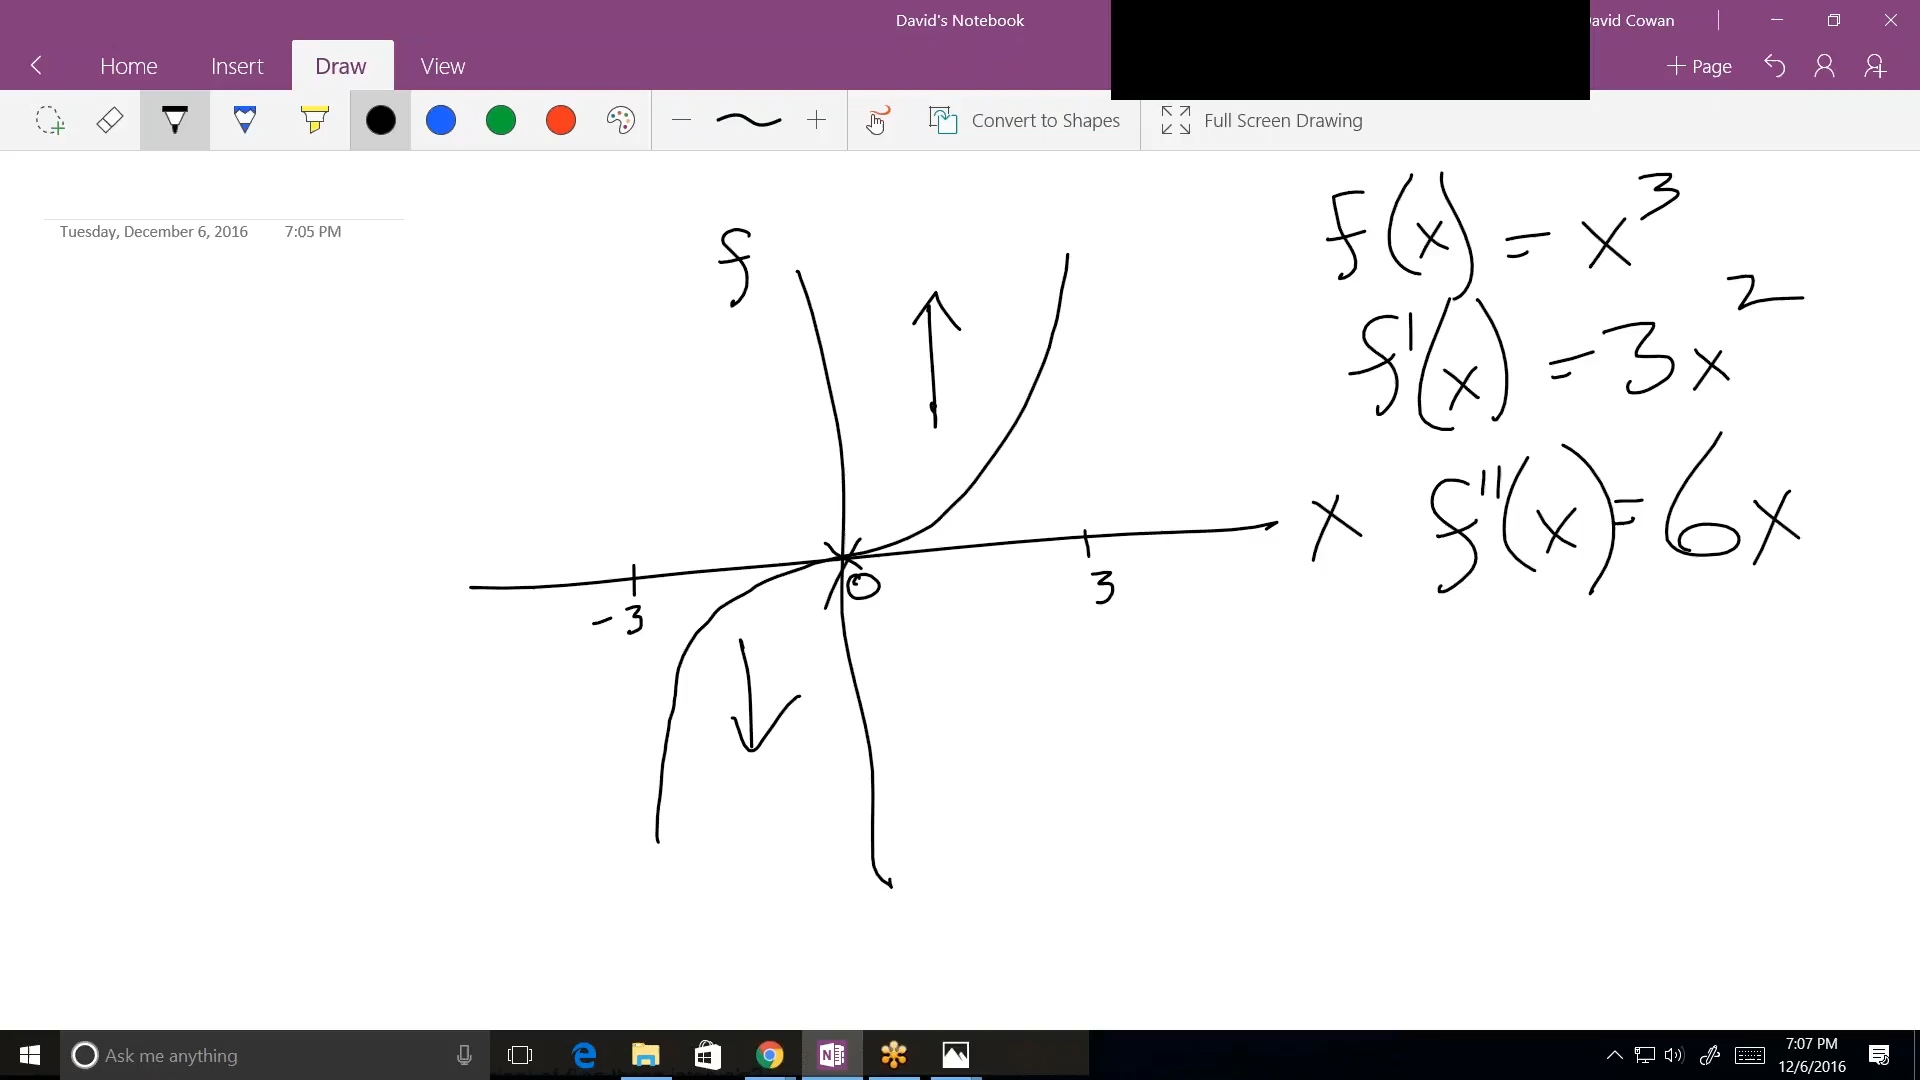 David's Notebook
avid Cowan
Home Insert Draw View
Page
Convert to Shapes Full Screen Drawing
Tuesday, December 6, 2016 7:05 PM
f
f(x) = x³
f'(x) = 3x²
x f''(x) = 6x
-3 0 3
Ask me anything
7:07 PM
12/6/2016